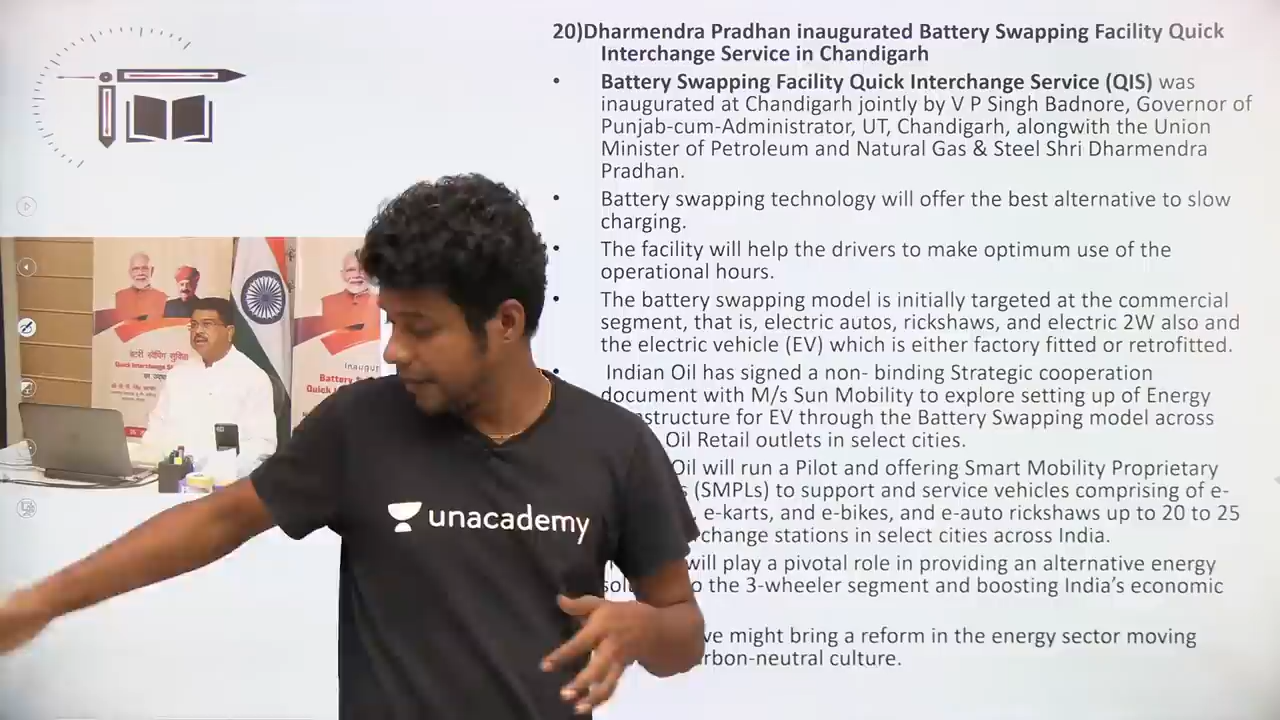 20)Dharmendra Pradhan inaugurated Battery Swapping Facility Quick
Interchange Service in Chandigarh
• Battery Swapping Facility Quick Interchange Service (QIS) was
inaugurated at Chandigarh jointly by V P Singh Badnore, Governor of
Punjab-cum-Administrator, UT, Chandigarh, alongwith the Union
Minister of Petroleum and Natural Gas & Steel Shri Dharmendra
Pradhan.
• Battery swapping technology will offer the best alternative to slow
charging.
• The facility will help the drivers to make optimum use of the
operational hours.
• The battery swapping model is initially targeted at the commercial
segment, that is, electric autos, rickshaws, and electric 2W also and
the electric vehicle (EV) which is either factory fitted or retrofitted.
• Indian Oil has signed a non- binding Strategic cooperation
document with M/s Sun Mobility to explore setting up of Energy
structure for EV through the Battery Swapping model across
Oil Retail outlets in select cities.
Oil will run a Pilot and offering Smart Mobility Proprietary
(SMPLs) to support and service vehicles comprising of e-
e-karts, and e-bikes, and e-auto rickshaws up to 20 to 25
change stations in select cities across India.
will play a pivotal role in providing an alternative energy
the 3-wheeler segment and boosting India's economic
might bring a reform in the energy sector moving
rbon-neutral culture.
बैटरी स्वैपिंग सुविधा
Quick Interchange
का
Inaugur
Battery
Quick
unacademy